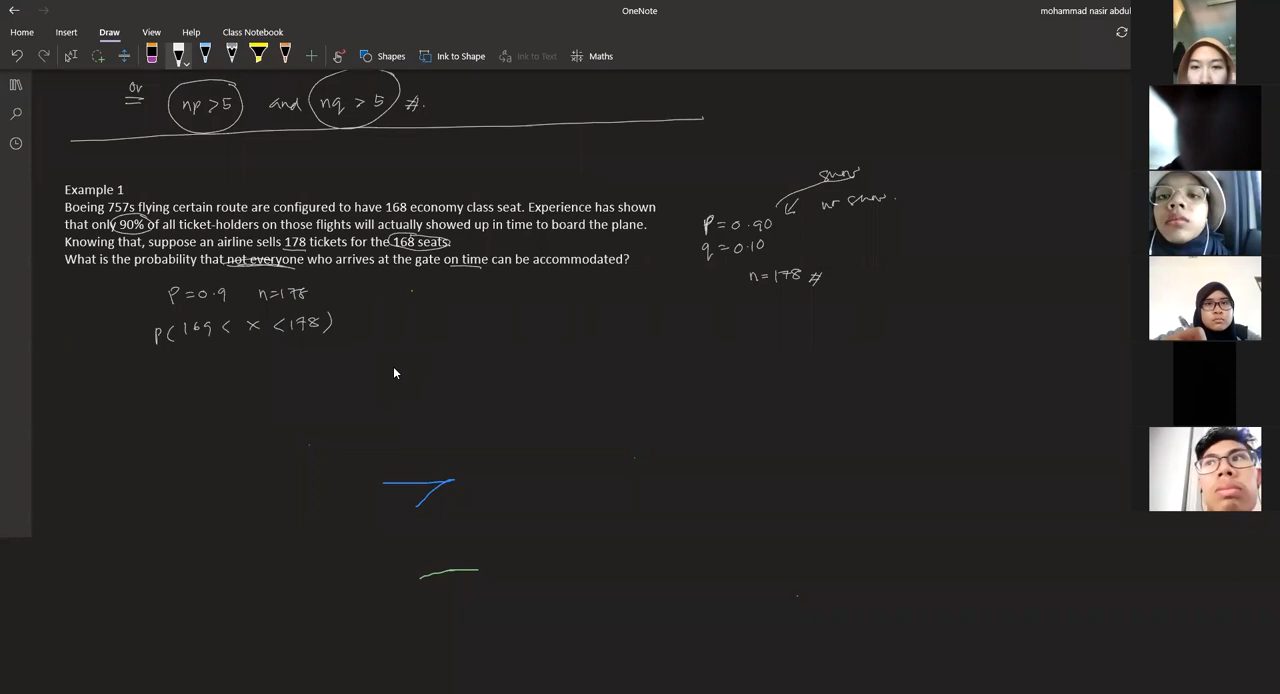 OneNote
mohammad nasir abdul
Home Insert Draw View Help Class Notebook
Shapes Ink to Shape Ink to Text Maths
Or
np > 5 and nq > 5 #.
Example 1
Boeing 757s flying certain route are configured to have 168 economy class seat. Experience has shown
that only 90% of all ticket-holders on those flights will actually showed up in time to board the plane.
Knowing that, suppose an airline sells 178 tickets for the 168 seats.
What is the probability that not everyone who arrives at the gate on time can be accommodated?
show
no show.
P = 0.90
q = 0.10
n = 178 #
P = 0.9 n = 178
P( 169 < x < 178)